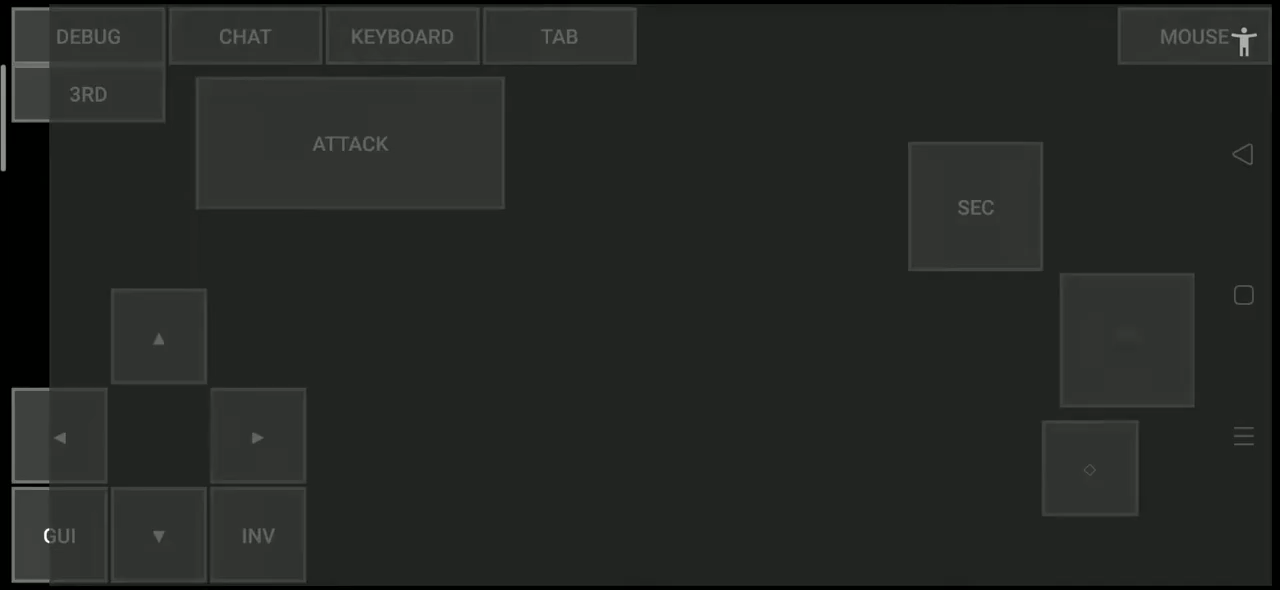 DEBUG CHAT KEYBOARD TAB MOUSE
3RD
ATTACK
SEC
▲
◀ ▶
◇
GUI ▼ INV